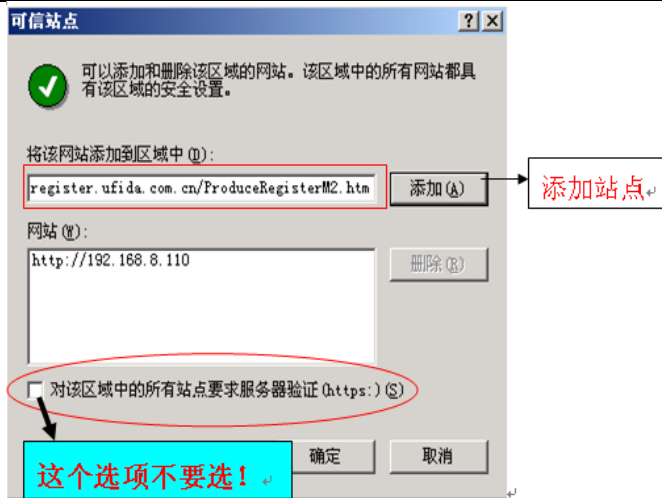 可信站点
可以添加和删除该区域的网站。该区域中的所有网站都具
有该区域的安全设置。
将该网站添加到区域中(D):
register.ufida.com.cn/ProduceRegisterM2.htm
添加(A)
添加站点
网站(W):
http://192.168.8.110
删除(R)
对该区域中的所有站点要求服务器验证(https:)(S)
这个选项不要选!
确定
取消